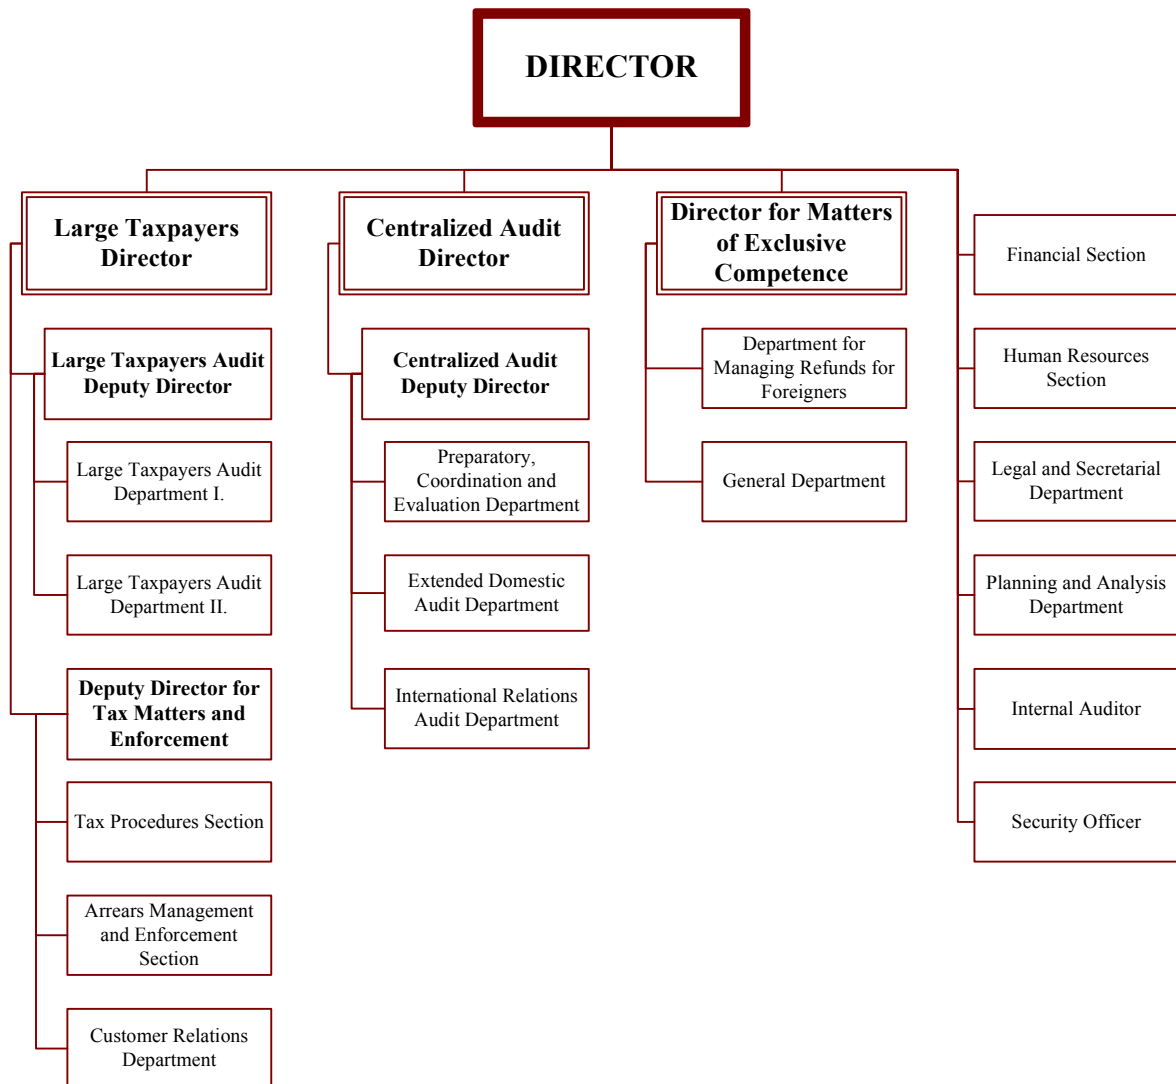 DIRECTOR
Large Taxpayers
Director
Large Taxpayers Audit
Deputy Director
Large Taxpayers Audit
Department I.
Large Taxpayers Audit
Department II.
Deputy Director for
Tax Matters and
Enforcement
Tax Procedures Section
Arrears Management
and Enforcement
Section
Customer Relations
Department
Centralized Audit
Director
Centralized Audit
Deputy Director
Preparatory,
Coordination and
Evaluation Department
Extended Domestic
Audit Department
International Relations
Audit Department
Director for Matters
of Exclusive
Competence
Department for
Managing Refunds for
Foreigners
General Department
Financial Section
Human Resources
Section
Legal and Secretarial
Department
Planning and Analysis
Department
Internal Auditor
Security Officer